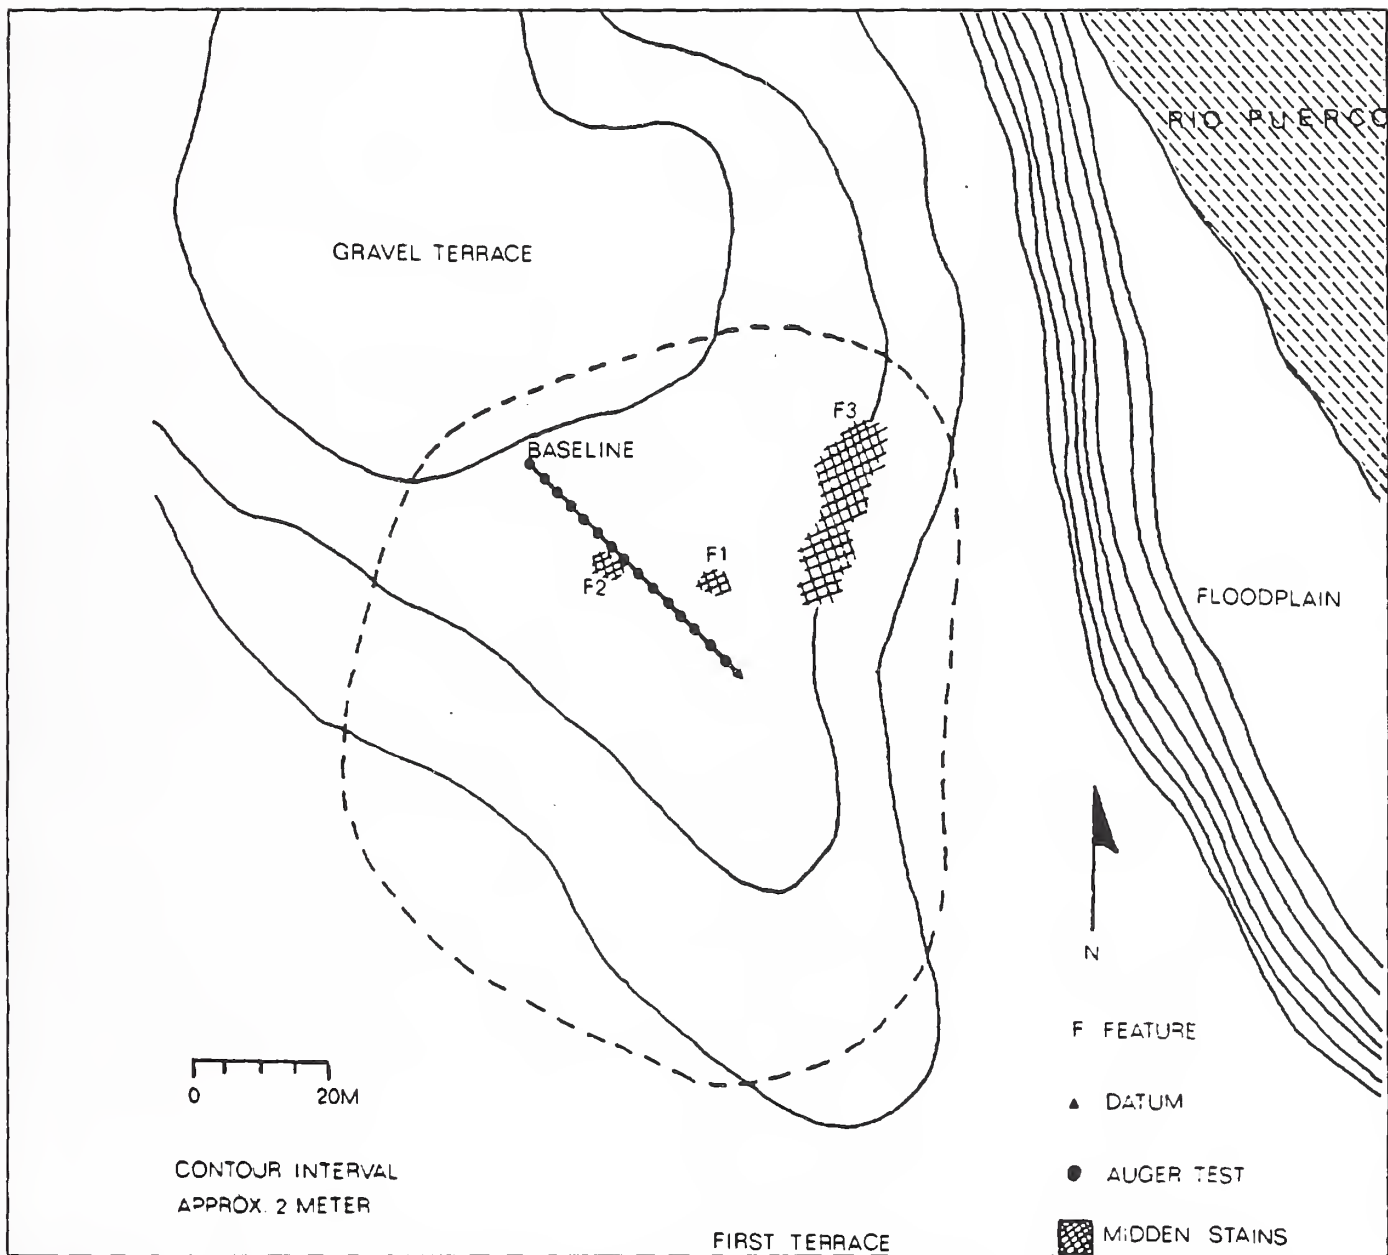 RIO PUERCO
GRAVEL TERRACE
F3
BASELINE
F1
F2
FLOODPLAIN
N
F FEATURE
0 20M
DATUM
CONTOUR INTERVAL
APPROX. 2 METER
AUGER TEST
MIDDEN STAINS
FIRST TERRACE